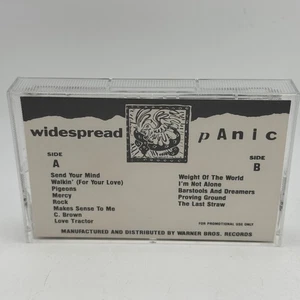 widespread pAnic
SIDE
A
Send Your Mind
Walkin' (For Your Love)
Pigeons
Mercy
Rock
Makes Sense To Me
C. Brown
Love Tractor
SIDE
B
Weight Of The World
I'm Not Alone
Barstools And Dreamers
Proving Ground
The Last Straw
FOR PROMOTIONAL USE ONLY
MANUFACTURED AND DISTRIBUTED BY WARNER BROS. RECORDS